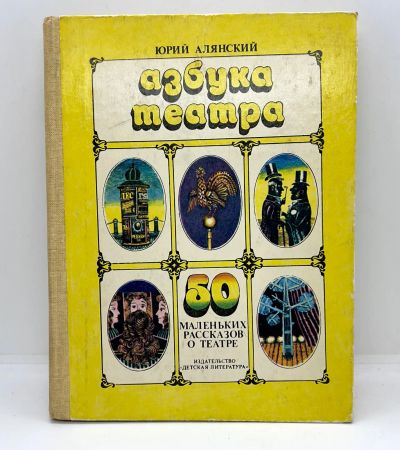 ЮРИЙ АЛЯНСКИЙ
азбука
театра
50
МАЛЕНЬКИХ
РАССКАЗОВ
О ТЕАТРЕ
ИЗДАТЕЛЬСТВО
«ДЕТСКАЯ ЛИТЕРАТУРА»